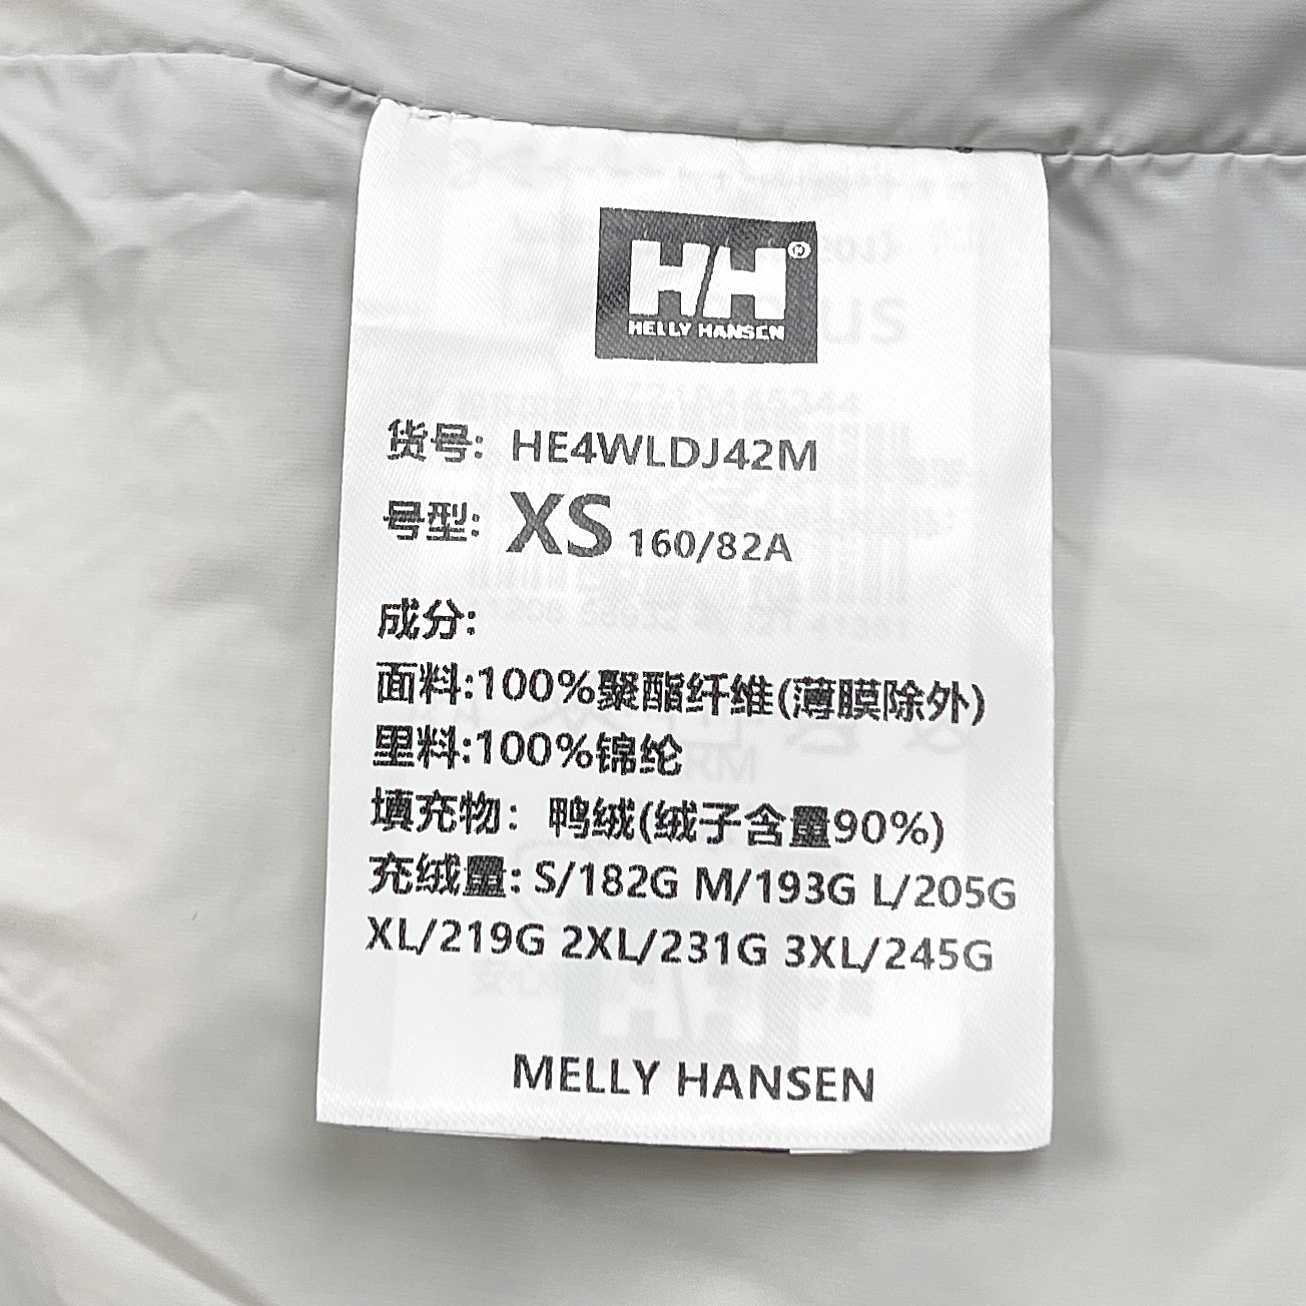 HH®
HELLY HANSEN
货号: HE4WLDJ42M
号型: XS 160/82A
成分:
面料:100%聚酯纤维(薄膜除外)
里料:100%锦纶
填充物: 鸭绒(绒子含量90%)
充绒量: S/182G M/193G L/205G
XL/219G 2XL/231G 3XL/245G
MELLY HANSEN